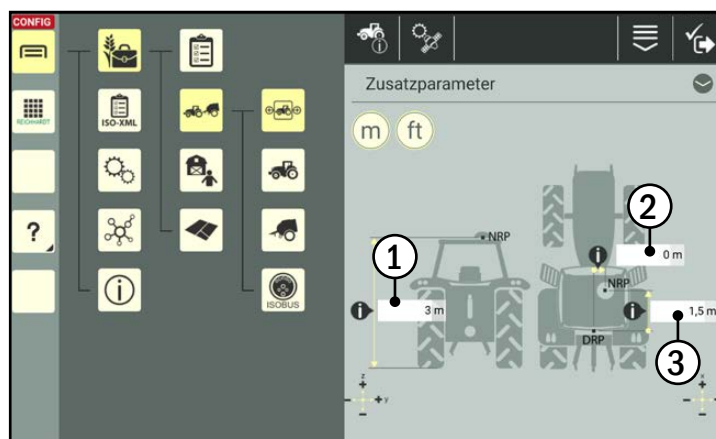 CONFIG
REICHHARDT
ISO-XML
?
ISOBUS
Zusatzparameter
m
ft
NRP
1
3 m
2
0 m
NRP
1,5 m
DRP
3
z
y
x